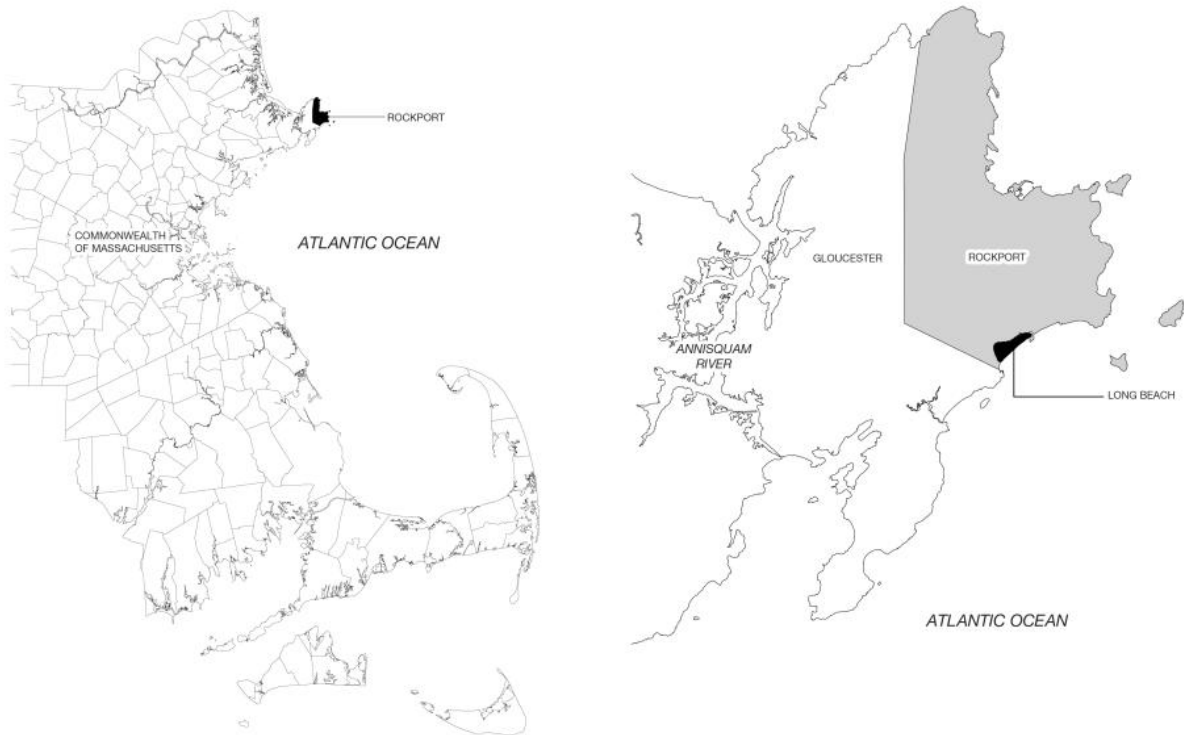 ROCKPORT
COMMONWEALTH
OF MASSACHUSETTS
ATLANTIC OCEAN
GLOUCESTER
ROCKPORT
ANNISQUAM
RIVER
LONG BEACH
ATLANTIC OCEAN